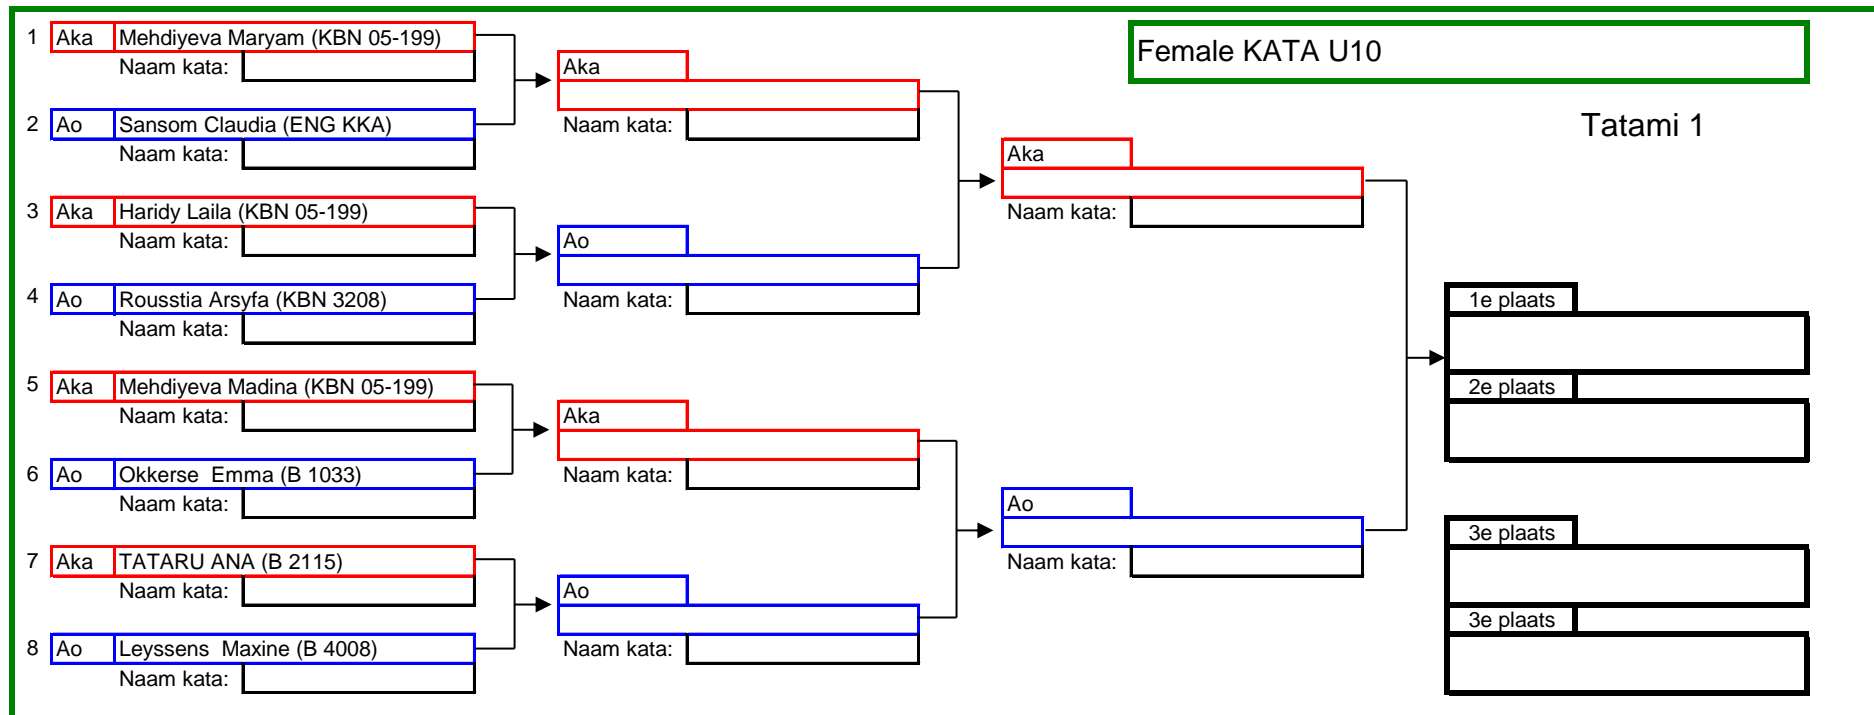 Female KATA U10
Tatami 1
1 Aka Mehdiyeva Maryam (KBN 05-199)
Naam kata:
2 Ao Sansom Claudia (ENG KKA)
Naam kata:
3 Aka Haridy Laila (KBN 05-199)
Naam kata:
4 Ao Rousstia Arsyfa (KBN 3208)
Naam kata:
5 Aka Mehdiyeva Madina (KBN 05-199)
Naam kata:
6 Ao Okkerse  Emma (B 1033)
Naam kata:
7 Aka TATARU ANA (B 2115)
Naam kata:
8 Ao Leyssens  Maxine (B 4008)
Naam kata:
Aka
Naam kata:
Ao
Naam kata:
Aka
Naam kata:
Ao
Naam kata:
Aka
Naam kata:
Ao
Naam kata:
1e plaats
2e plaats
3e plaats
3e plaats